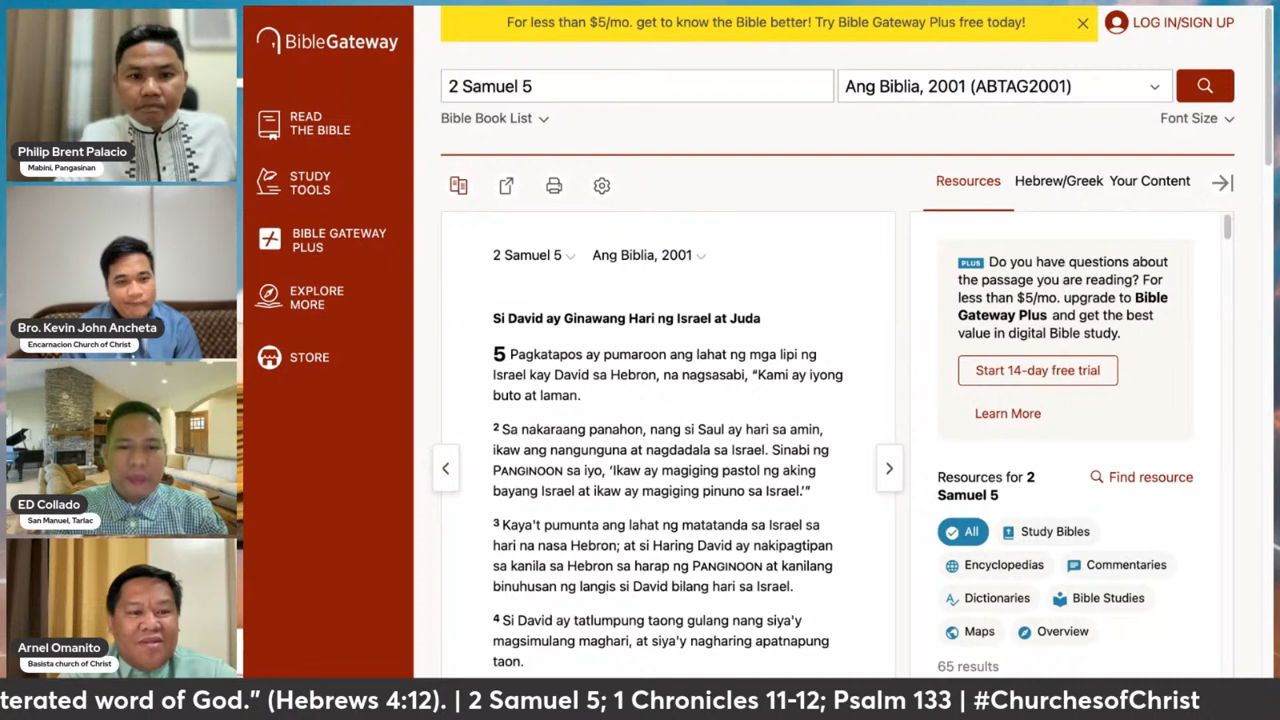 Philip Brent Palacio
Mabini, Pangasinan
Bro. Kevin John Ancheta
Encarnacion Church of Christ
ED Collado
San Manuel, Tarlac
Arnel Omanito
Basista church of Christ
BibleGateway
READ
THE BIBLE
STUDY
TOOLS
BIBLE GATEWAY
PLUS
EXPLORE
MORE
STORE
For less than $5/mo. get to know the Bible better! Try Bible Gateway Plus free today!
LOG IN/SIGN UP
2 Samuel 5
Ang Biblia, 2001 (ABTAG2001)
Bible Book List
Font Size
Resources
Hebrew/Greek
Your Content
2 Samuel 5
Ang Biblia, 2001
Si David ay Ginawang Hari ng Israel at Juda
5 Pagkatapos ay pumaroon ang lahat ng mga lipi ng
Israel kay David sa Hebron, na nagsasabi, “Kami ay iyong
buto at laman.
2 Sa nakaraang panahon, nang si Saul ay hari sa amin,
ikaw ang nangunguna at nagdadala sa Israel. Sinabi ng
PANGINOON sa iyo, ‘Ikaw ay magiging pastol ng aking
bayang Israel at ikaw ay magiging pinuno sa Israel.’”
3 Kaya't pumunta ang lahat ng matatanda sa Israel sa
hari na nasa Hebron; at si Haring David ay nakipagtipan
sa kanila sa Hebron sa harap ng PANGINOON at kanilang
binuhusan ng langis si David bilang hari sa Israel.
4 Si David ay tatlumpung taong gulang nang siya'y
magsimulang maghari, at siya'y nagharing apatnapung
taon.
PLUS Do you have questions about
the passage you are reading? For
less than $5/mo. upgrade to Bible
Gateway Plus and get the best
value in digital Bible study.
Start 14-day free trial
Learn More
Resources for 2
Samuel 5
Find resource
All
Study Bibles
Encyclopedias
Commentaries
Dictionaries
Bible Studies
Maps
Overview
65 results
terated word of God.” (Hebrews 4:12). | 2 Samuel 5; 1 Chronicles 11-12; Psalm 133 | #ChurchesofChrist